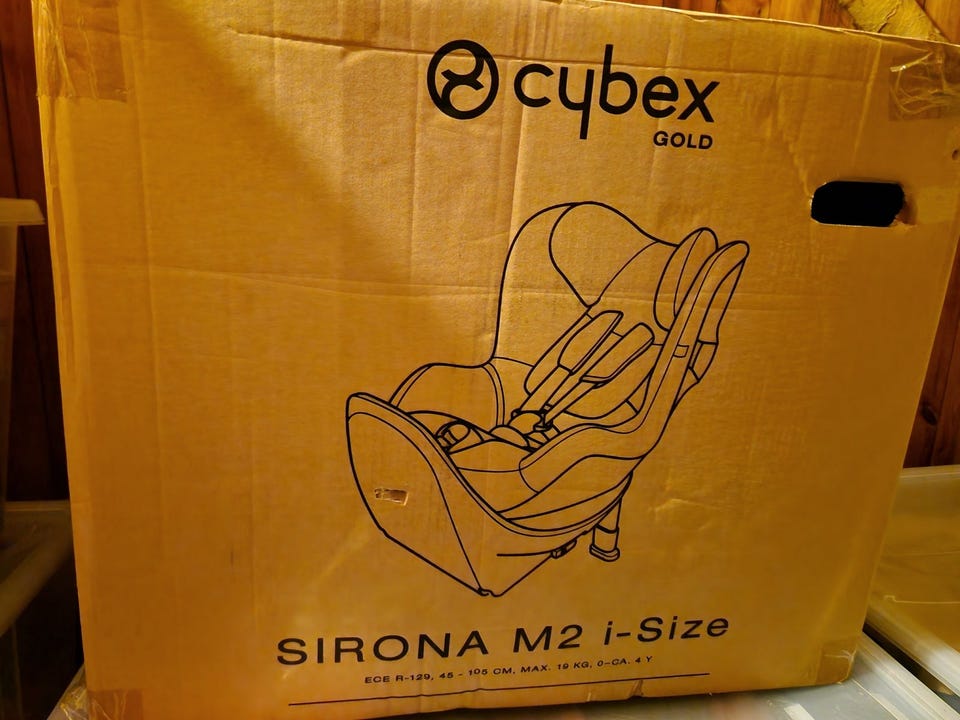 cybex
GOLD
SIRONA M2 i-Size
ECE R-129, 45 - 105 CM, MAX. 19 KG, 0-CA. 4 Y